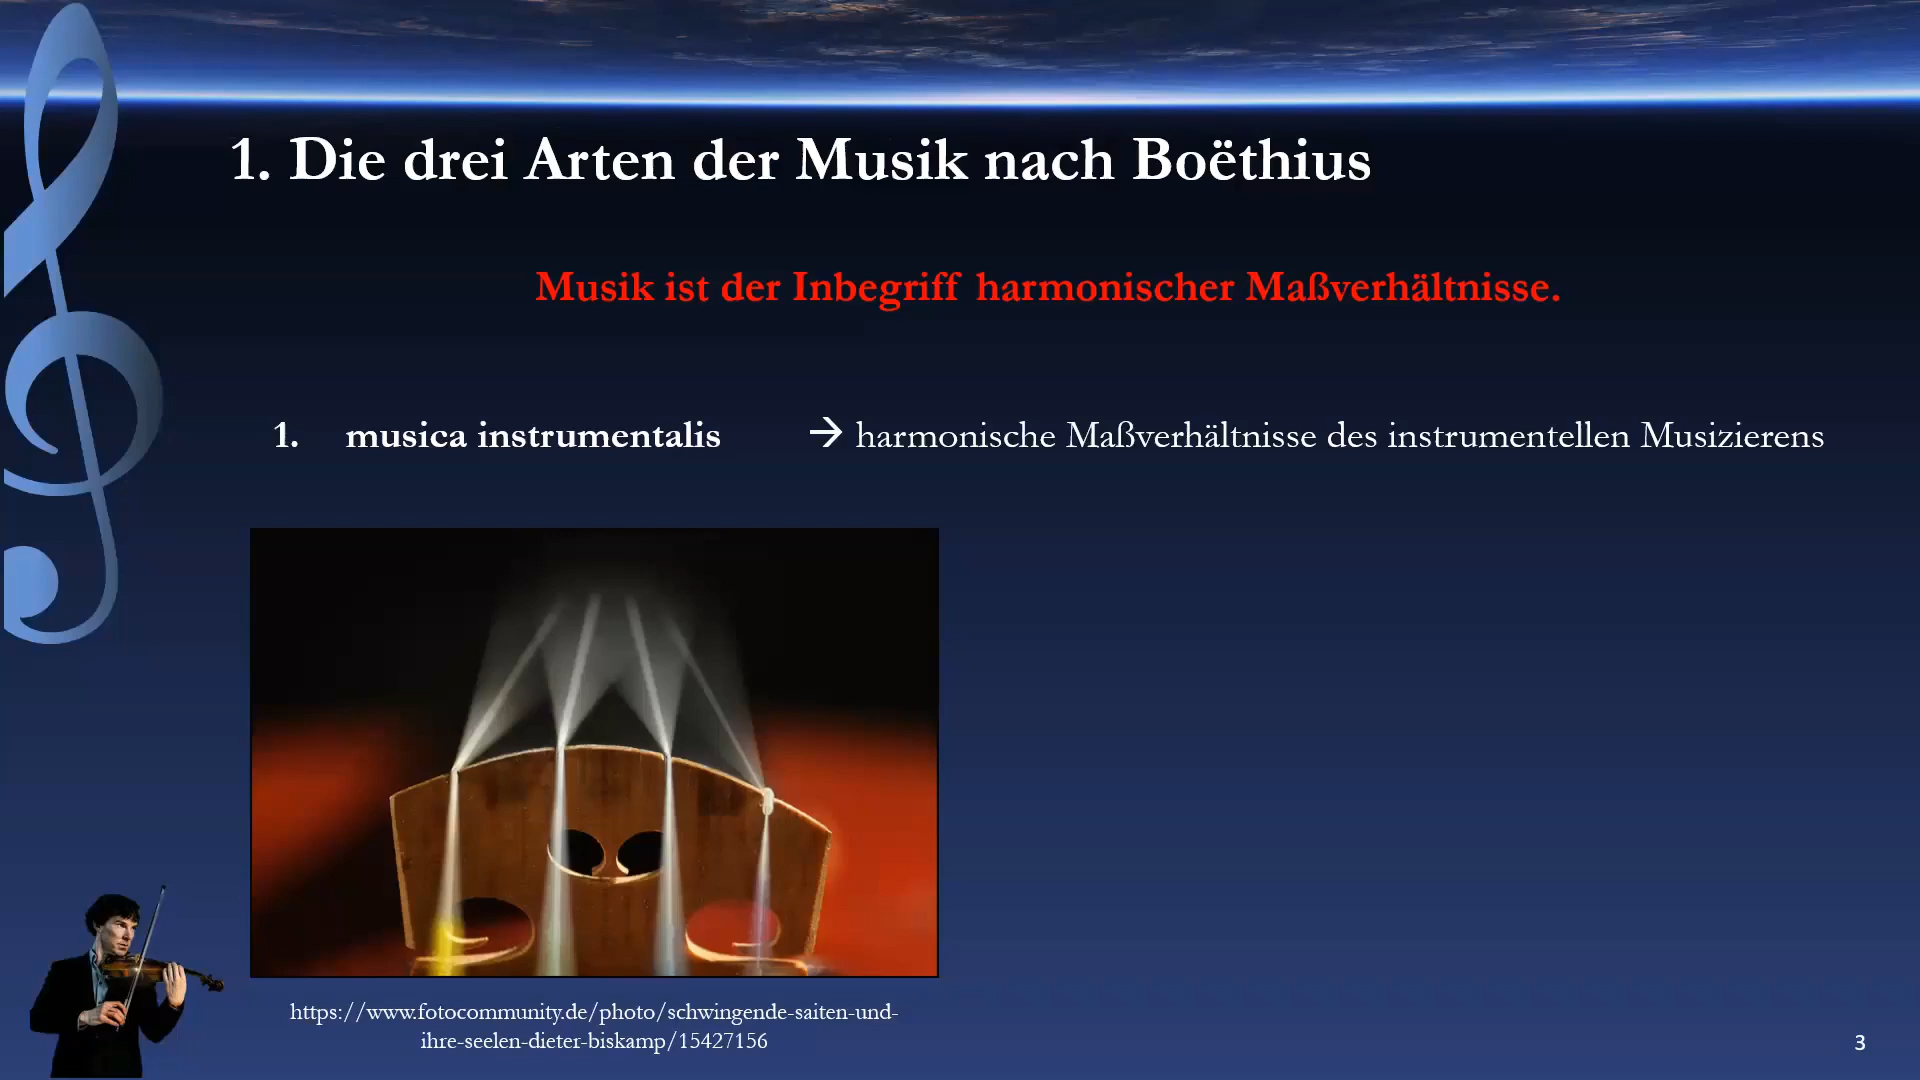 1. Die drei Arten der Musik nach Boëthius
Musik ist der Inbegriff harmonischer Maßverhältnisse.
1. musica instrumentalis → harmonische Maßverhältnisse des instrumentellen Musizierens
https://www.fotocommunity.de/photo/schwingende-saiten-und-
ihre-seelen-dieter-biskamp/15427156
3